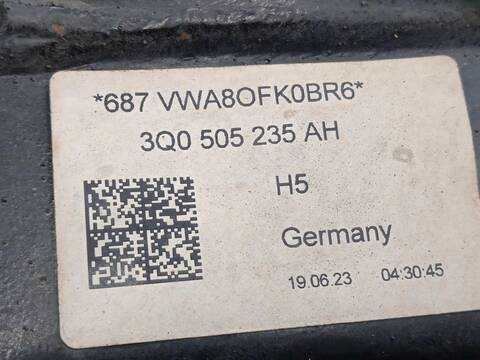 *687 VWA8OFK0BR6*
3Q0 505 235 AH
H5
Germany
19.06.23 04:30:45